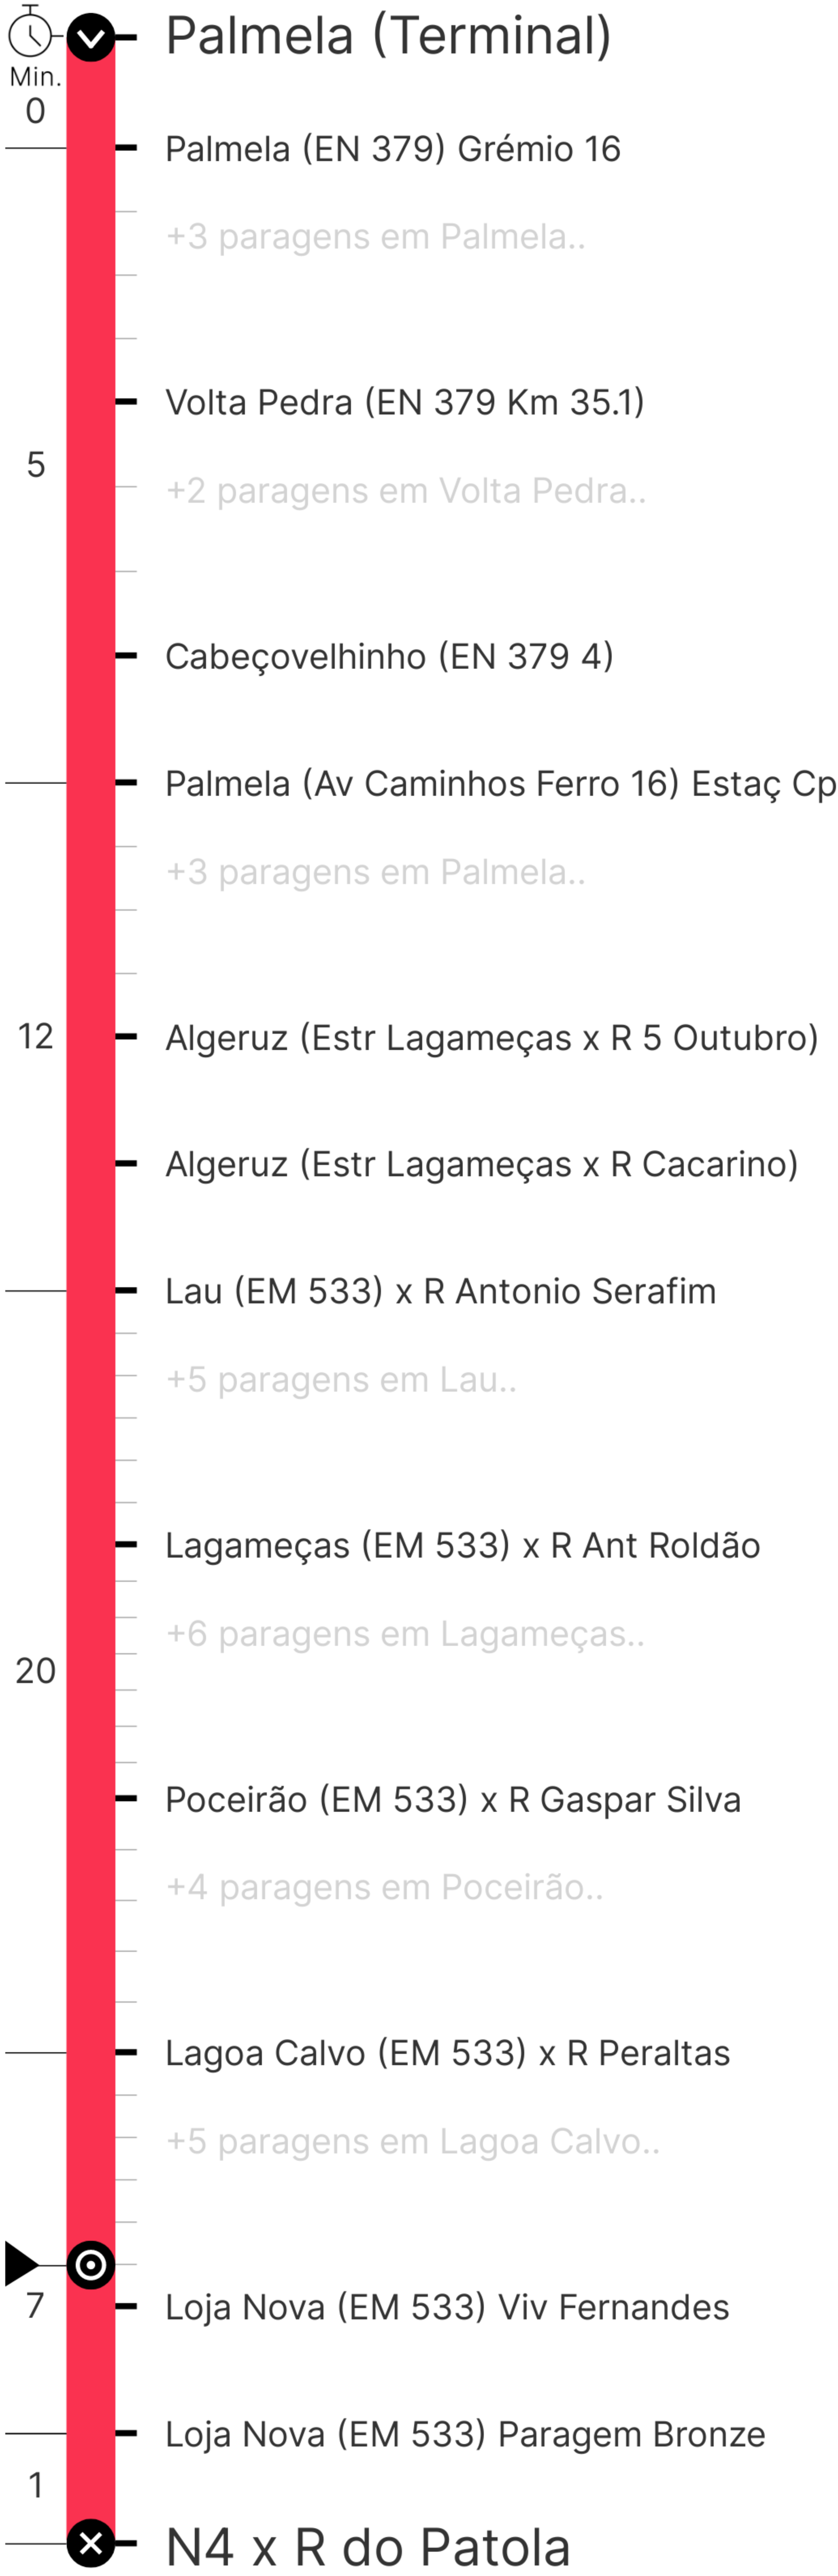 Palmela (Terminal)
Min.
0
Palmela (EN 379) Grémio 16
+3 paragens em Palmela..
Volta Pedra (EN 379 Km 35.1)
5
+2 paragens em Volta Pedra..
Cabeçovelhinho (EN 379 4)
Palmela (Av Caminhos Ferro 16) Estaç Cp
+3 paragens em Palmela..
12
Algeruz (Estr Lagameças x R 5 Outubro)
Algeruz (Estr Lagameças x R Cacarino)
Lau (EM 533) x R Antonio Serafim
+5 paragens em Lau..
Lagameças (EM 533) x R Ant Roldão
+6 paragens em Lagameças..
20
Poceirão (EM 533) x R Gaspar Silva
+4 paragens em Poceirão..
Lagoa Calvo (EM 533) x R Peraltas
+5 paragens em Lagoa Calvo..
7
Loja Nova (EM 533) Viv Fernandes
Loja Nova (EM 533) Paragem Bronze
1
N4 x R do Patola